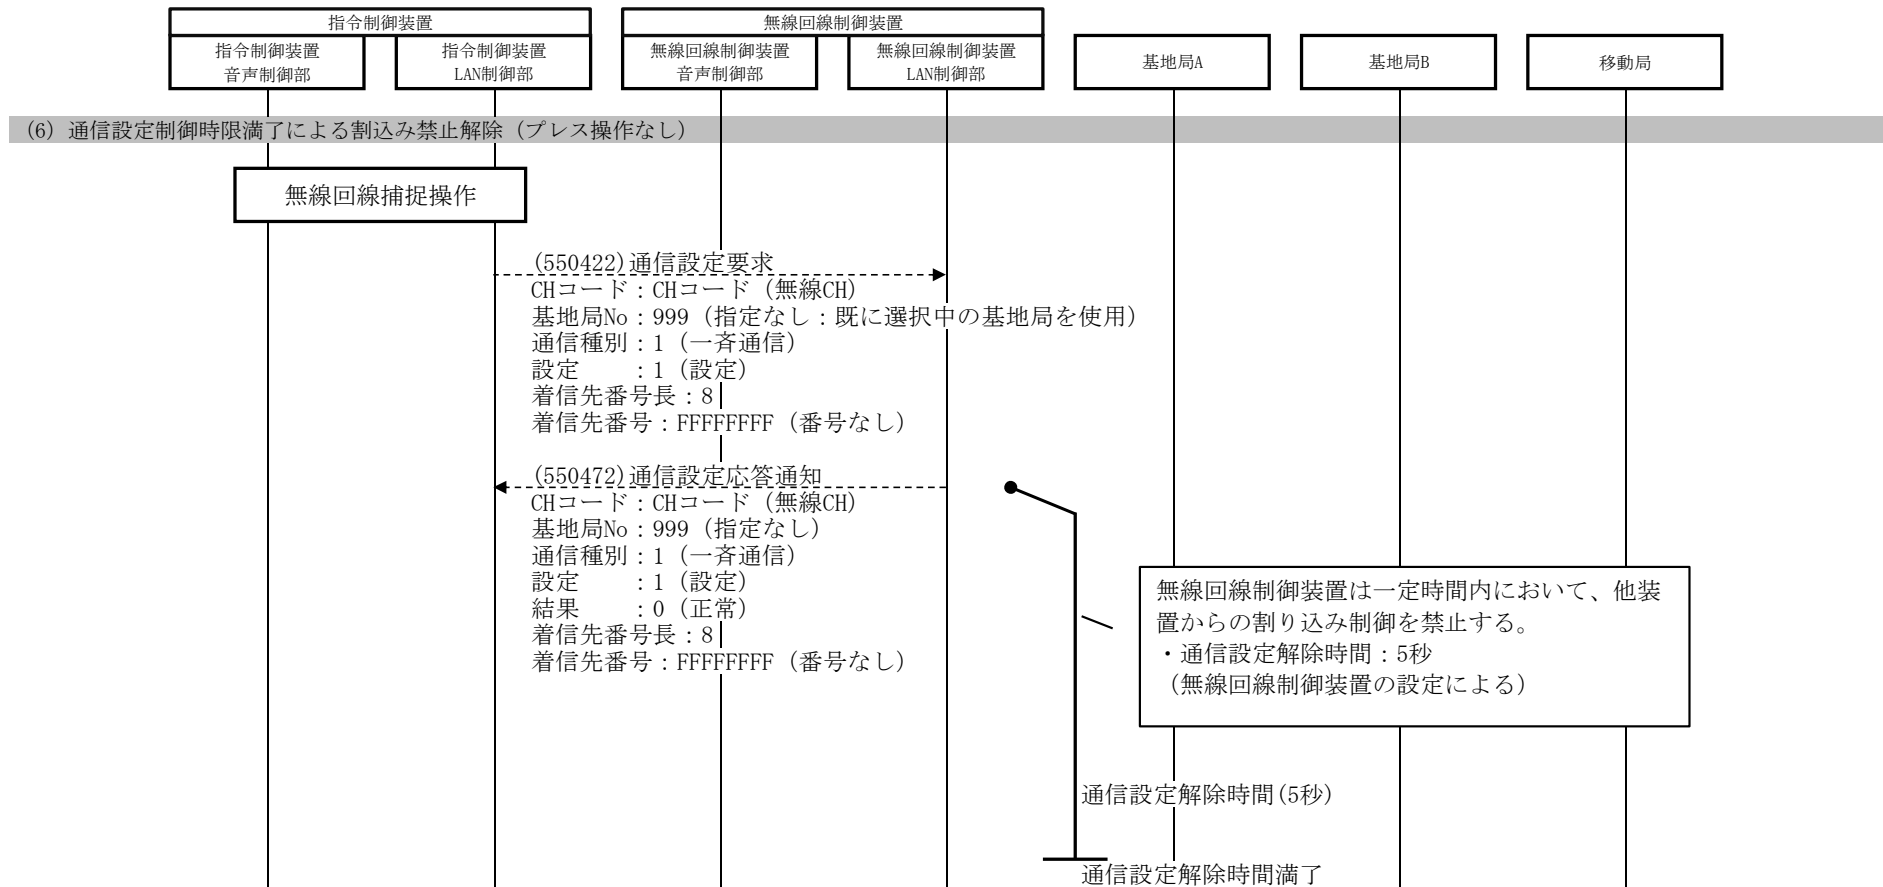 指令制御装置
無線回線制御装置
指令制御装置
音声制御部
指令制御装置
LAN制御部
無線回線制御装置
音声制御部
無線回線制御装置
LAN制御部
基地局A
基地局B
移動局
(6) 通信設定制御時限満了による割込み禁止解除（プレス操作なし）
無線回線捕捉操作
(550422)通信設定要求
CHコード：CHコード（無線CH）
基地局No：999（指定なし：既に選択中の基地局を使用）
通信種別：1（一斉通信）
設定　　：1（設定）
着信先番号長：8
着信先番号：FFFFFFFF（番号なし）
(550472)通信設定応答通知
CHコード：CHコード（無線CH）
基地局No：999（指定なし）
通信種別：1（一斉通信）
設定　　：1（設定）
結果　　：0（正常）
着信先番号長：8
着信先番号：FFFFFFFF（番号なし）
無線回線制御装置は一定時間内において、他装
置からの割り込み制御を禁止する。
・通信設定解除時間：5秒
（無線回線制御装置の設定による）
通信設定解除時間(5秒)
通信設定解除時間満了